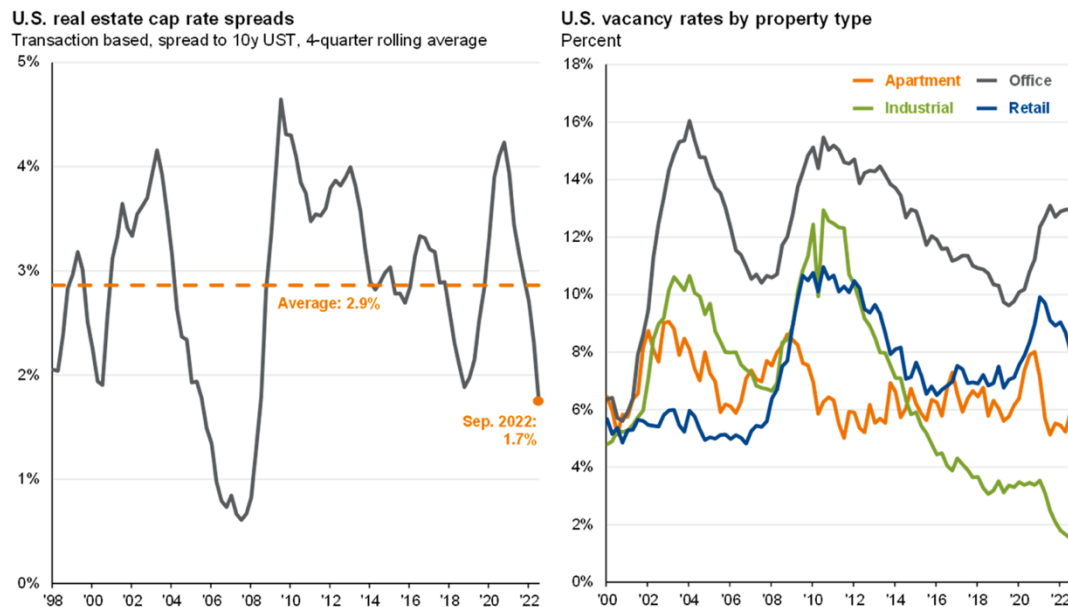 U.S. real estate cap rate spreads
Transaction based, spread to 10y UST, 4-quarter rolling average
5%
4%
3%
2%
1%
0%
Average: 2.9%
Sep. 2022:
1.7%
'98 '00 '02 '04 '06 '08 '10 '12 '14 '16 '18 '20 '22
U.S. vacancy rates by property type
Percent
18%
16%
14%
12%
10%
8%
6%
4%
2%
0%
Apartment Office
Industrial Retail
'00 '02 '04 '06 '08 '10 '12 '14 '16 '18 '20 '22